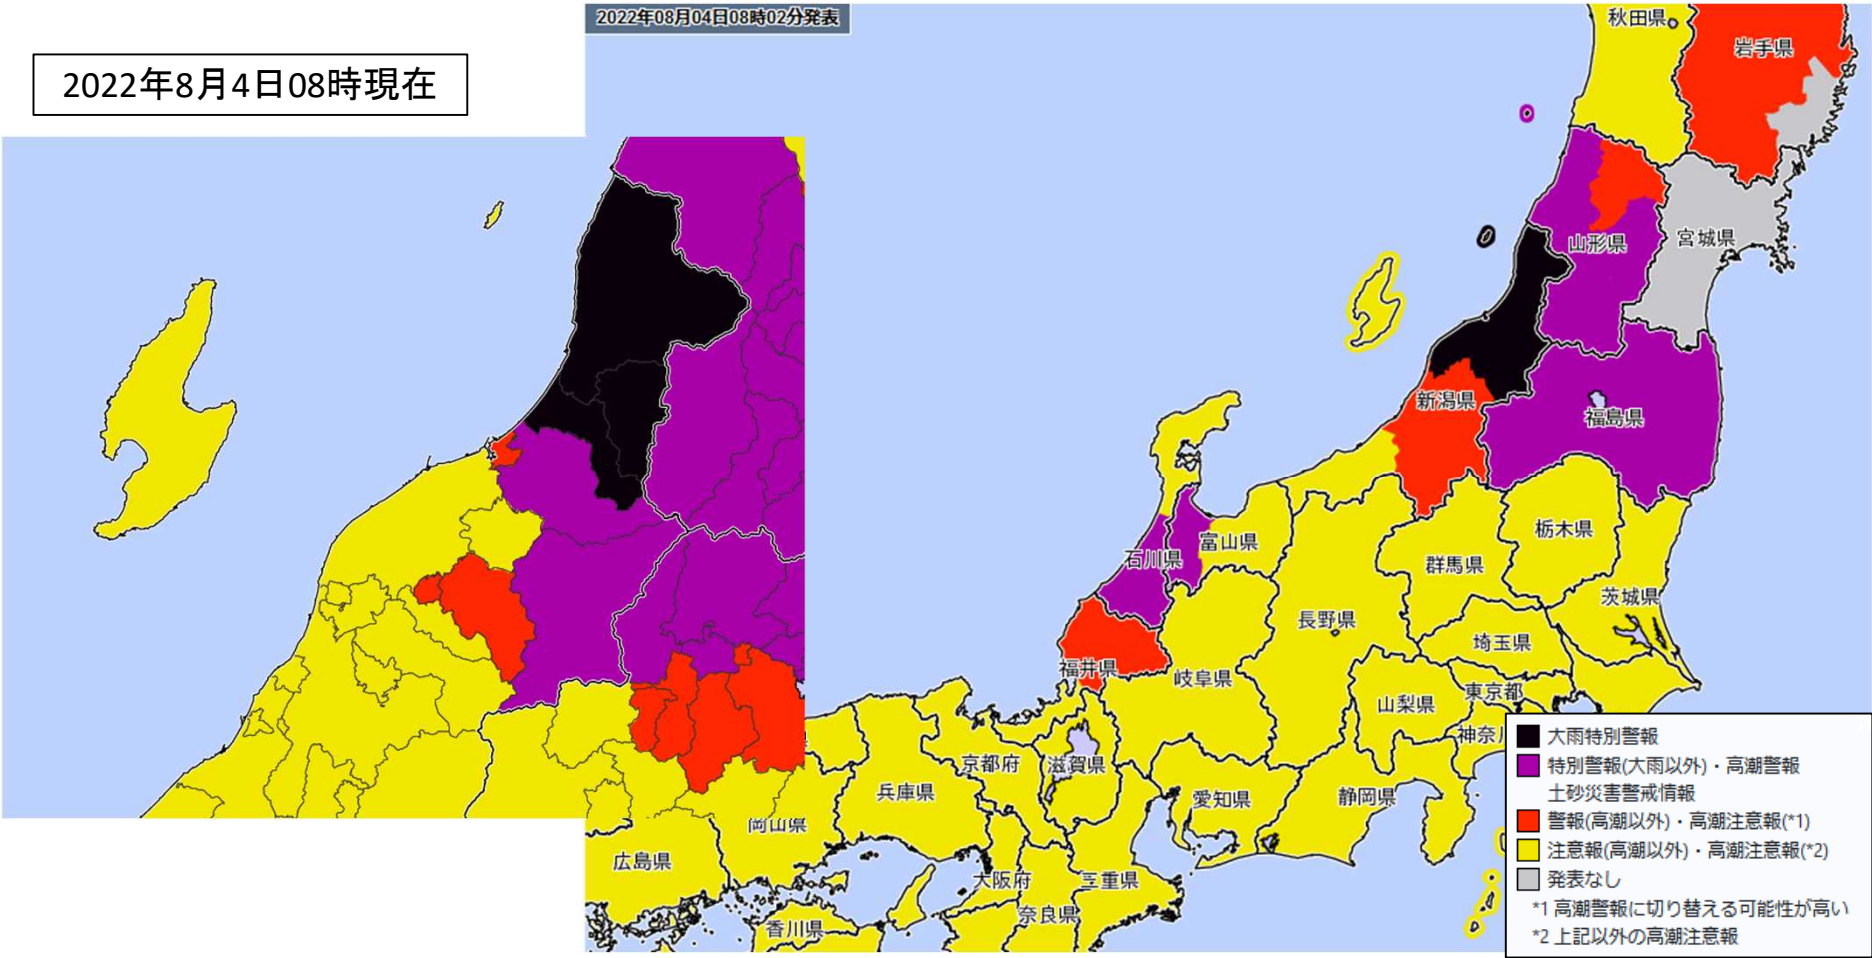 2022年08月04日08時02分発表
2022年8月4日08時現在
秋田県
岩手県
山形県
宮城県
新潟県
福島県
栃木県
富山県
石川県
群馬県
茨城県
長野県
埼玉県
福井県
岐阜県
東京都
山梨県
神奈川
京都府
滋賀県
兵庫県
愛知県
静岡県
岡山県
広島県
大阪府
三重県
奈良県
香川県
大雨特別警報
特別警報(大雨以外)・高潮警報
土砂災害警戒情報
警報(高潮以外)・高潮注意報(*1)
注意報(高潮以外)・高潮注意報(*2)
発表なし
*1 高潮警報に切り替える可能性が高い
*2 上記以外の高潮注意報